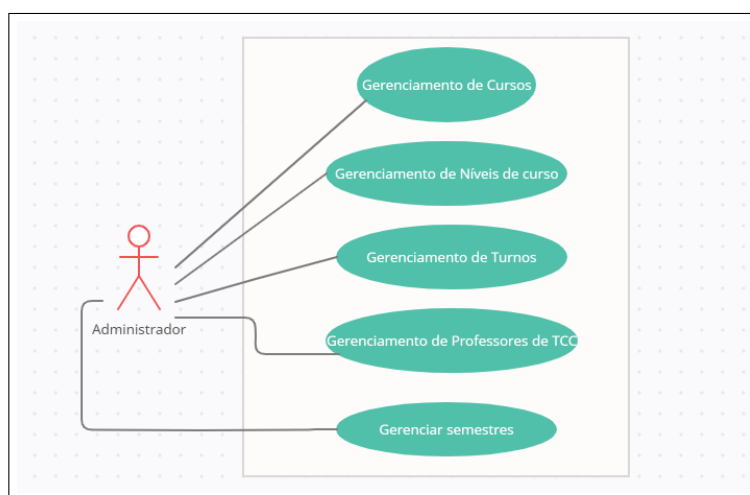 Gerenciamento de Cursos
Gerenciamento de Níveis de curso
Gerenciamento de Turnos
Administrador
Gerenciamento de Professores de TCC
Gerenciar semestres